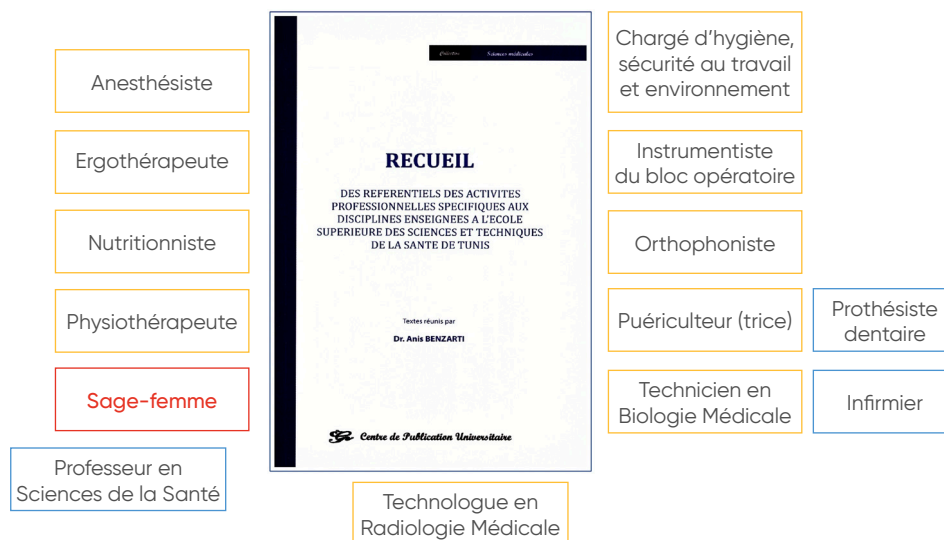 Anesthésiste
Ergothérapeute
Nutritionniste
Physiothérapeute
Sage-femme
Professeur en
Sciences de la Santé
Sciences médicales
RECUEIL
DES REFERENTIELS DES ACTIVITES
PROFESSIONNELLES SPECIFIQUES AUX
DISCIPLINES ENSEIGNEES A L'ECOLE
SUPERIEURE DES SCIENCES ET TECHNIQUES
DE LA SANTE DE TUNIS
Textes réunis par
Dr. Anis BENZARTI
Centre de Publication Universitaire
Technologue en
Radiologie Médicale
Chargé d’hygiène,
sécurité au travail
et environnement
Instrumentiste
du bloc opératoire
Orthophoniste
Puériculteur (trice)
Prothésiste
dentaire
Technicien en
Biologie Médicale
Infirmier